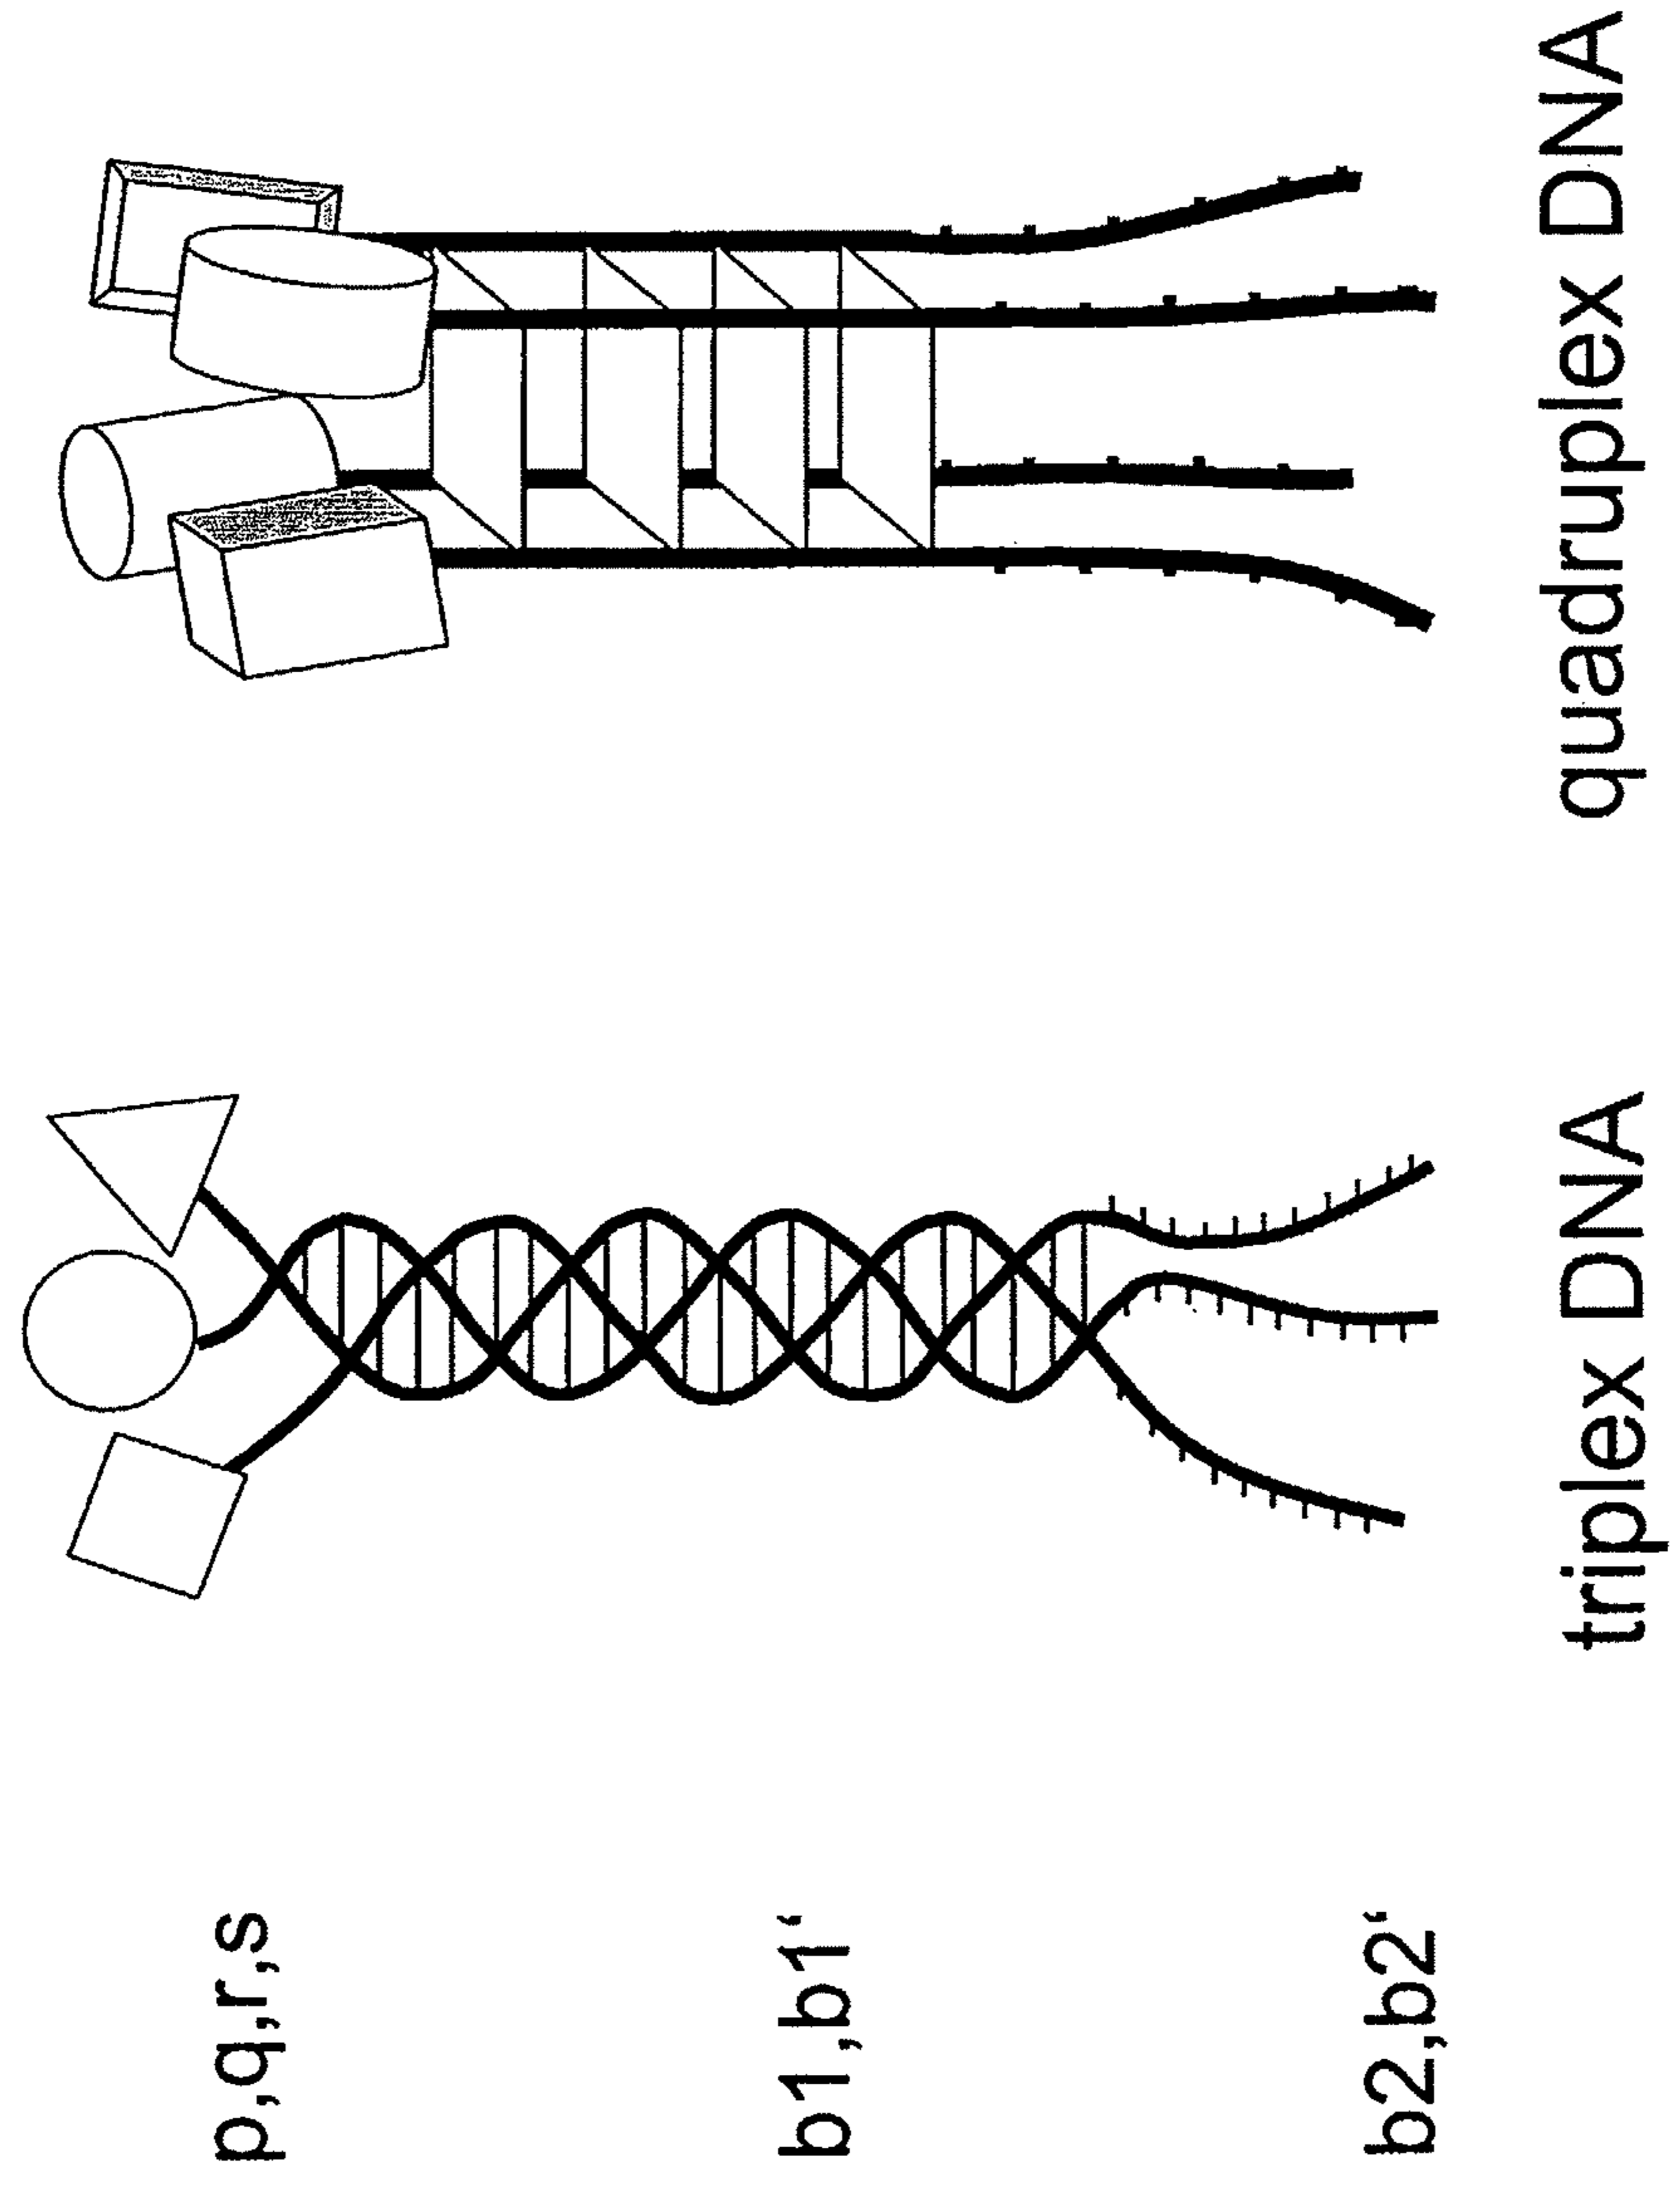 p,q,r,s
b1,b1‘
b2,b2‘
triplex DNA
quadruplex DNA